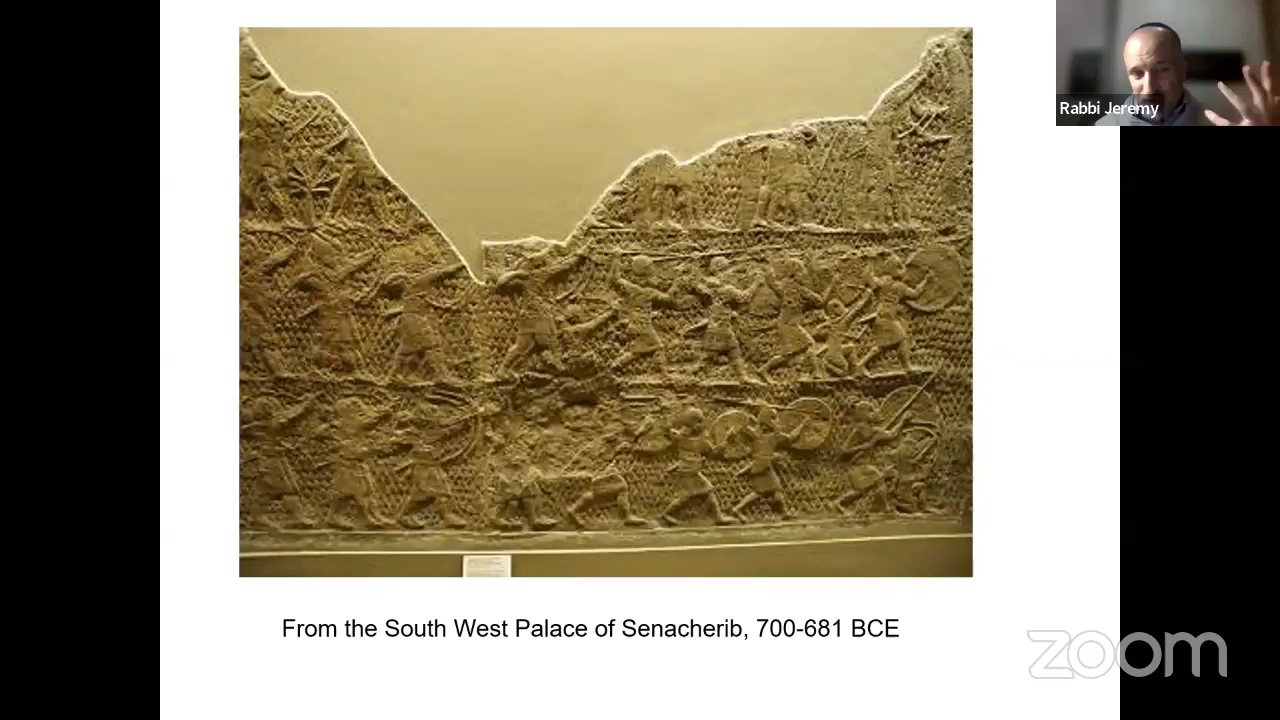 Rabbi Jeremy
From the South West Palace of Senacherib, 700-681 BCE
zoom